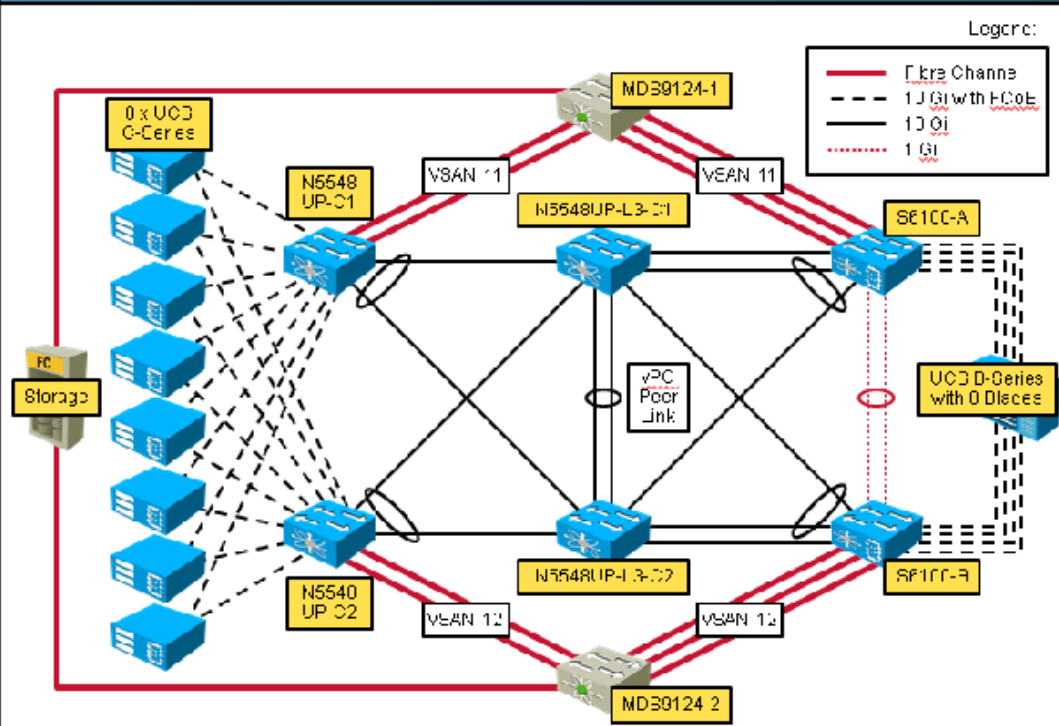 Legend:
Fibre Channel
10 Gi with FCoE
10 Gi
1 Gi
MDS9124-1
8 x UCS
C-Series
N5548
UP-C1
VSAN 11
VSAN 11
N5548UP-L3-C1
S6100-A
FC
Storage
vPC
Peer
Link
UCS B-Series
with 8 Blades
N5548
UP-C2
N5548UP-L3-C2
S6100-B
VSAN 12
VSAN 12
MDS9124-2